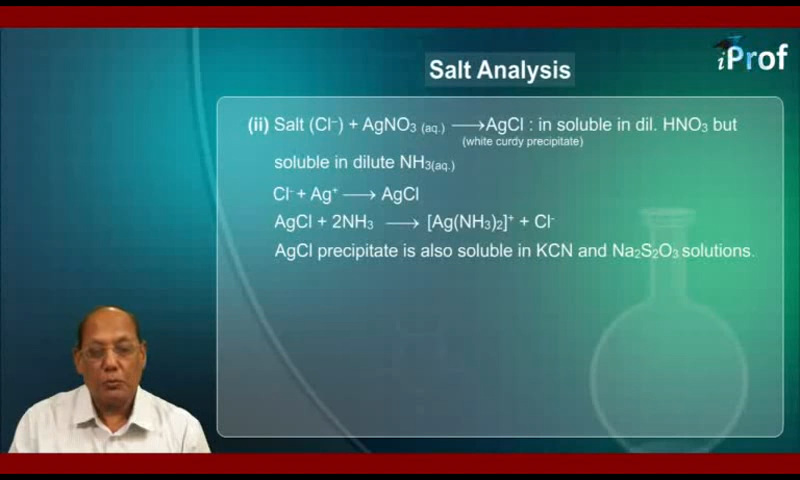 iProf
Salt Analysis
(ii) Salt (Cl⁻) + AgNO₃ (aq.) ⟶ AgCl : in soluble in dil. HNO₃ but
(white curdy precipitate)
soluble in dilute NH₃(aq.)
Cl⁻ + Ag⁺ ⟶ AgCl
AgCl + 2NH₃ ⟶ [Ag(NH₃)₂]⁺ + Cl⁻
AgCl precipitate is also soluble in KCN and Na₂S₂O₃ solutions.